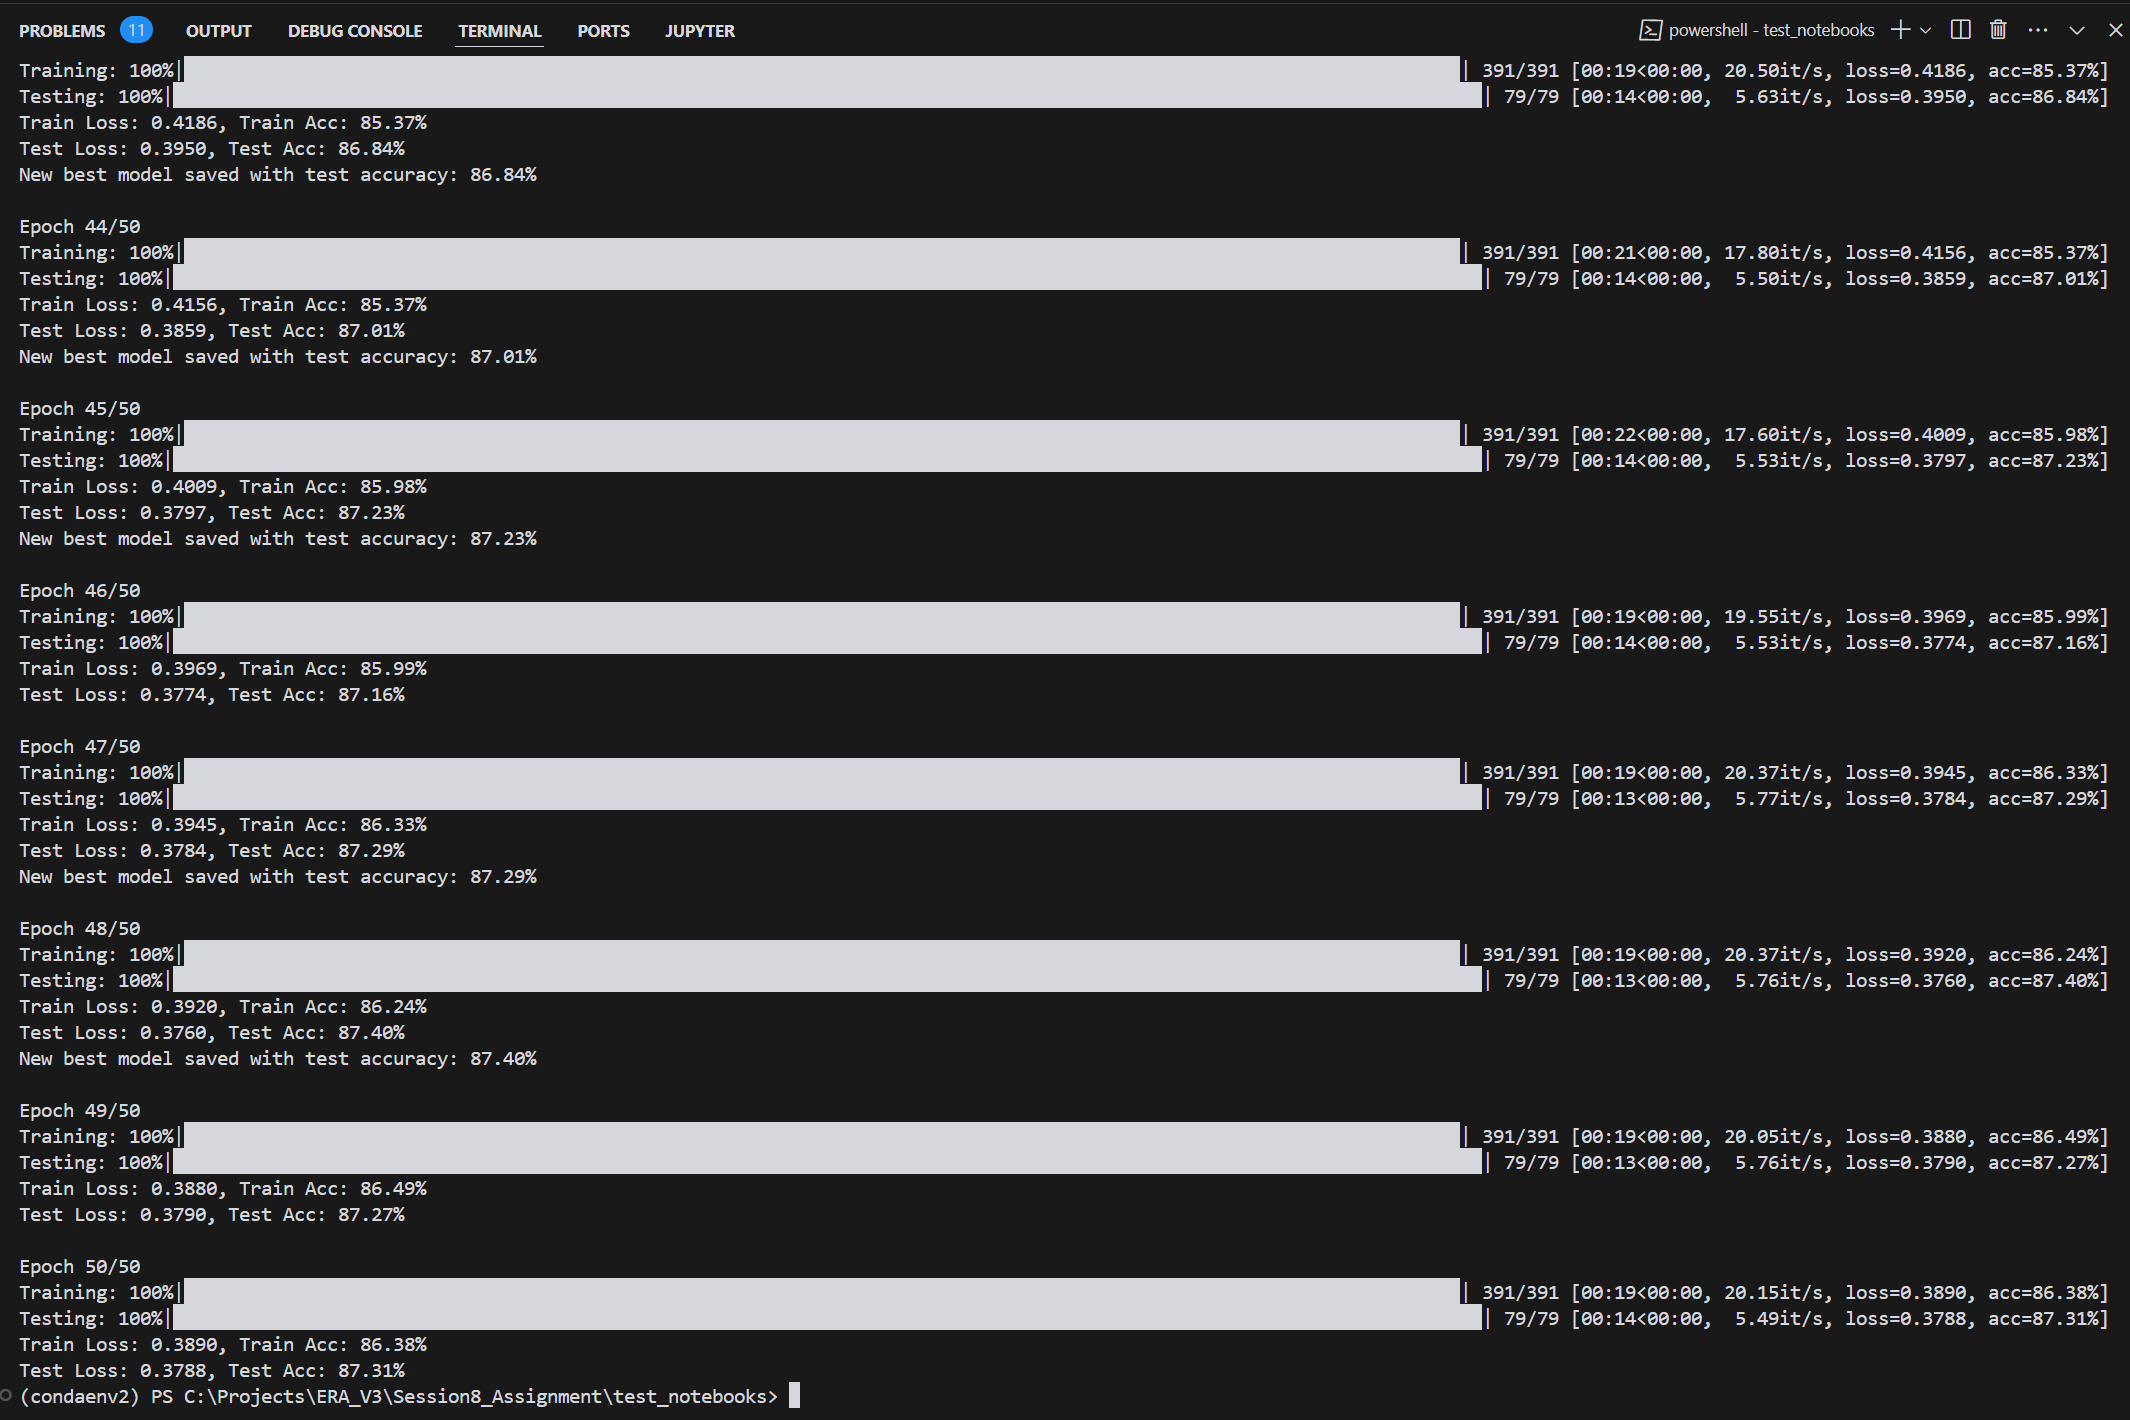 PROBLEMS 11 OUTPUT DEBUG CONSOLE TERMINAL PORTS JUPYTER powershell - test_notebooks
Training: 100%| | 391/391 [00:19<00:00, 20.50it/s, loss=0.4186, acc=85.37%]
Testing: 100%| | 79/79 [00:14<00:00,  5.63it/s, loss=0.3950, acc=86.84%]
Train Loss: 0.4186, Train Acc: 85.37%
Test Loss: 0.3950, Test Acc: 86.84%
New best model saved with test accuracy: 86.84%
Epoch 44/50
Training: 100%| | 391/391 [00:21<00:00, 17.80it/s, loss=0.4156, acc=85.37%]
Testing: 100%| | 79/79 [00:14<00:00,  5.50it/s, loss=0.3859, acc=87.01%]
Train Loss: 0.4156, Train Acc: 85.37%
Test Loss: 0.3859, Test Acc: 87.01%
New best model saved with test accuracy: 87.01%
Epoch 45/50
Training: 100%| | 391/391 [00:22<00:00, 17.60it/s, loss=0.4009, acc=85.98%]
Testing: 100%| | 79/79 [00:14<00:00,  5.53it/s, loss=0.3797, acc=87.23%]
Train Loss: 0.4009, Train Acc: 85.98%
Test Loss: 0.3797, Test Acc: 87.23%
New best model saved with test accuracy: 87.23%
Epoch 46/50
Training: 100%| | 391/391 [00:19<00:00, 19.55it/s, loss=0.3969, acc=85.99%]
Testing: 100%| | 79/79 [00:14<00:00,  5.53it/s, loss=0.3774, acc=87.16%]
Train Loss: 0.3969, Train Acc: 85.99%
Test Loss: 0.3774, Test Acc: 87.16%
Epoch 47/50
Training: 100%| | 391/391 [00:19<00:00, 20.37it/s, loss=0.3945, acc=86.33%]
Testing: 100%| | 79/79 [00:13<00:00,  5.77it/s, loss=0.3784, acc=87.29%]
Train Loss: 0.3945, Train Acc: 86.33%
Test Loss: 0.3784, Test Acc: 87.29%
New best model saved with test accuracy: 87.29%
Epoch 48/50
Training: 100%| | 391/391 [00:19<00:00, 20.37it/s, loss=0.3920, acc=86.24%]
Testing: 100%| | 79/79 [00:13<00:00,  5.76it/s, loss=0.3760, acc=87.40%]
Train Loss: 0.3920, Train Acc: 86.24%
Test Loss: 0.3760, Test Acc: 87.40%
New best model saved with test accuracy: 87.40%
Epoch 49/50
Training: 100%| | 391/391 [00:19<00:00, 20.05it/s, loss=0.3880, acc=86.49%]
Testing: 100%| | 79/79 [00:13<00:00,  5.76it/s, loss=0.3790, acc=87.27%]
Train Loss: 0.3880, Train Acc: 86.49%
Test Loss: 0.3790, Test Acc: 87.27%
Epoch 50/50
Training: 100%| | 391/391 [00:19<00:00, 20.15it/s, loss=0.3890, acc=86.38%]
Testing: 100%| | 79/79 [00:14<00:00,  5.49it/s, loss=0.3788, acc=87.31%]
Train Loss: 0.3890, Train Acc: 86.38%
Test Loss: 0.3788, Test Acc: 87.31%
(condaenv2) PS C:\Projects\ERA_V3\Session8_Assignment\test_notebooks>